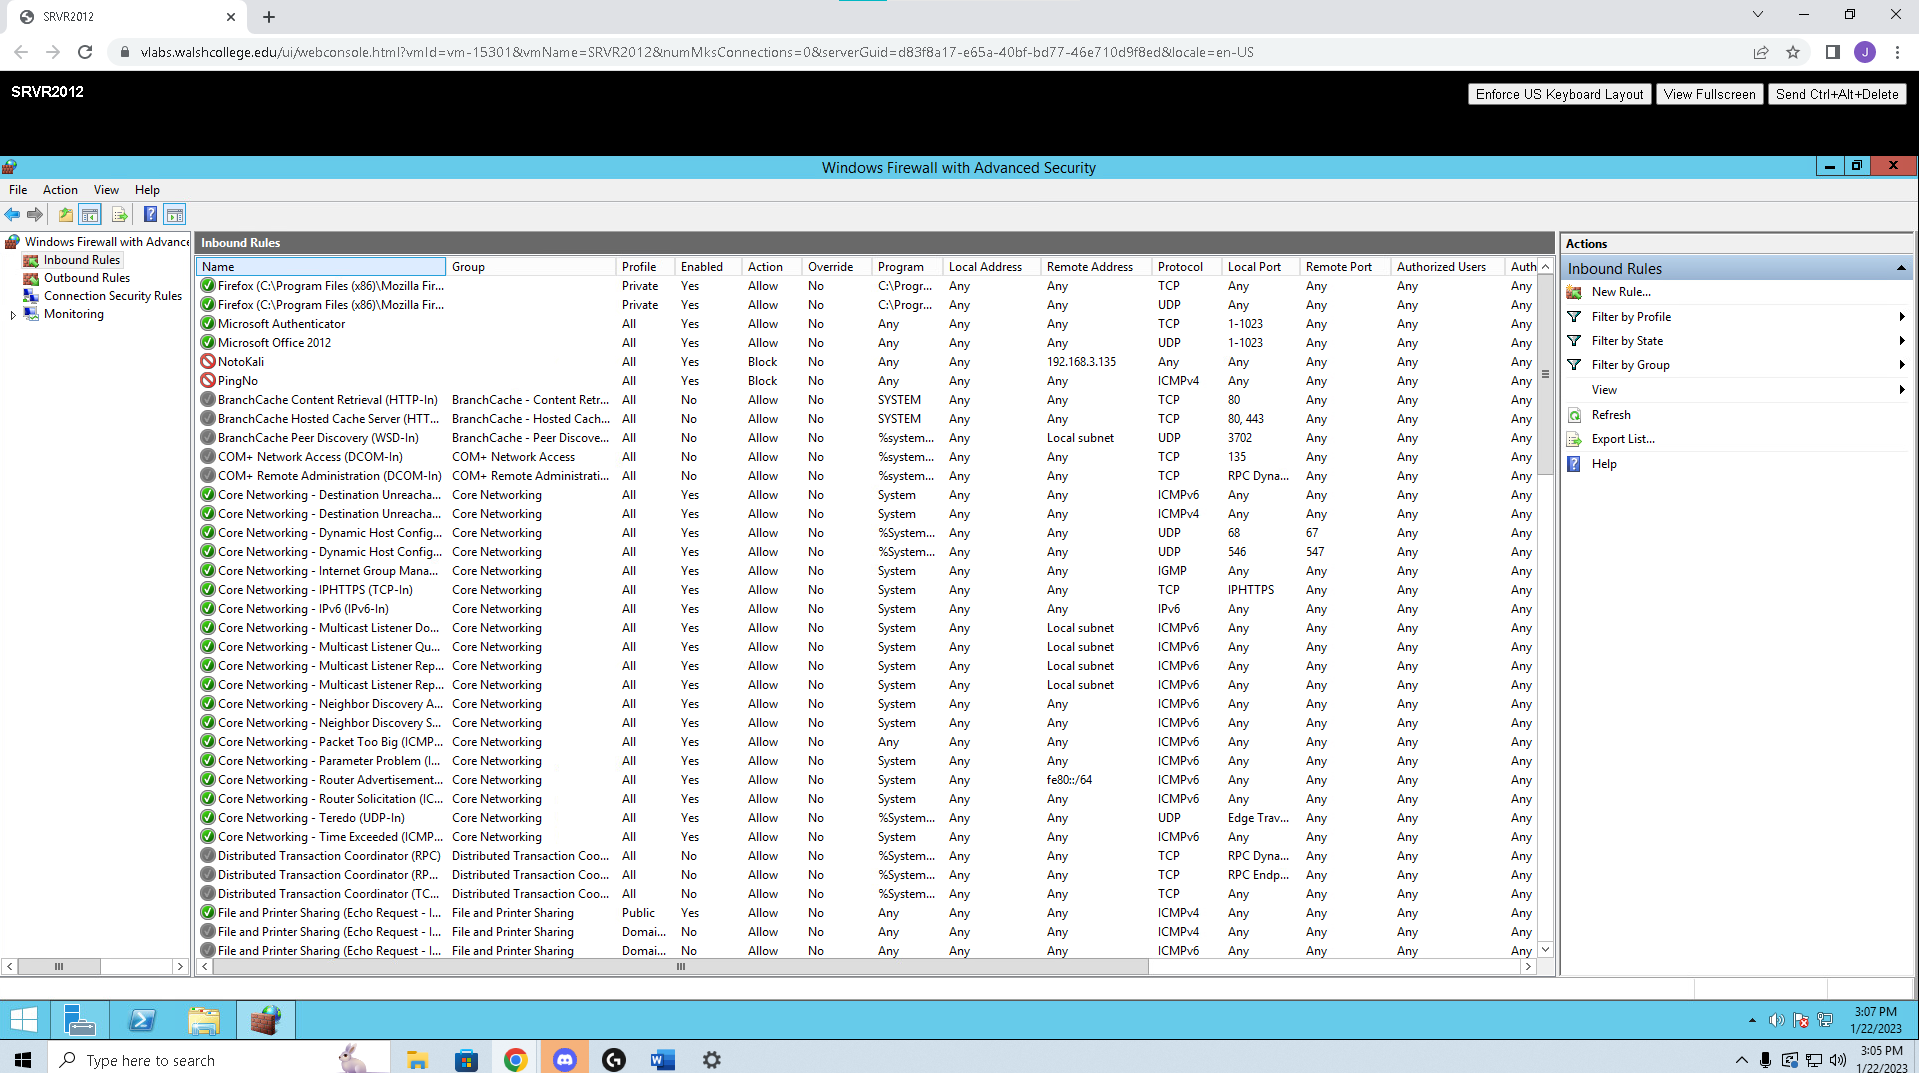 SRVR2012
vlabs.walshcollege.edu/ui/webconsole.html?vmId=vm-15301&vmName=SRVR2012&numMksConnections=0&serverGuid=d83f8a17-e65a-40bf-bd77-46e710d9f8ed&locale=en-US
J
SRVR2012
Enforce US Keyboard Layout View Fullscreen Send Ctrl+Alt+Delete
Windows Firewall with Advanced Security
File Action View Help
Windows Firewall with Advance
Inbound Rules
Outbound Rules
Connection Security Rules
Monitoring
Inbound Rules
Name Group Profile Enabled Action Override Program Local Address Remote Address Protocol Local Port Remote Port Authorized Users Auth
Firefox (C:\Program Files (x86)\Mozilla Fir... Private Yes Allow No C:\Progr... Any Any TCP Any Any Any Any
Firefox (C:\Program Files (x86)\Mozilla Fir... Private Yes Allow No C:\Progr... Any Any UDP Any Any Any Any
Microsoft Authenticator All Yes Allow No Any Any Any TCP 1-1023 Any Any Any
Microsoft Office 2012 All Yes Allow No Any Any Any UDP 1-1023 Any Any Any
NotoKali All Yes Block No Any Any 192.168.3.135 Any Any Any Any Any
PingNo All Yes Block No Any Any Any ICMPv4 Any Any Any Any
BranchCache Content Retrieval (HTTP-In) BranchCache - Content Retr... All No Allow No SYSTEM Any Any TCP 80 Any Any Any
BranchCache Hosted Cache Server (HTT... BranchCache - Hosted Cach... All No Allow No SYSTEM Any Any TCP 80, 443 Any Any Any
BranchCache Peer Discovery (WSD-In) BranchCache - Peer Discove... All No Allow No %system... Any Local subnet UDP 3702 Any Any Any
COM+ Network Access (DCOM-In) COM+ Network Access All No Allow No %system... Any Any TCP 135 Any Any Any
COM+ Remote Administration (DCOM-In) COM+ Remote Administrati... All No Allow No %system... Any Any TCP RPC Dyna... Any Any Any
Core Networking - Destination Unreacha... Core Networking All Yes Allow No System Any Any ICMPv6 Any Any Any Any
Core Networking - Destination Unreacha... Core Networking All Yes Allow No System Any Any ICMPv4 Any Any Any Any
Core Networking - Dynamic Host Config... Core Networking All Yes Allow No %System... Any Any UDP 68 67 Any Any
Core Networking - Dynamic Host Config... Core Networking All Yes Allow No %System... Any Any UDP 546 547 Any Any
Core Networking - Internet Group Mana... Core Networking All Yes Allow No System Any Any IGMP Any Any Any Any
Core Networking - IPHTTPS (TCP-In) Core Networking All Yes Allow No System Any Any TCP IPHTTPS Any Any Any
Core Networking - IPv6 (IPv6-In) Core Networking All Yes Allow No System Any Any IPv6 Any Any Any Any
Core Networking - Multicast Listener Do... Core Networking All Yes Allow No System Any Local subnet ICMPv6 Any Any Any Any
Core Networking - Multicast Listener Qu... Core Networking All Yes Allow No System Any Local subnet ICMPv6 Any Any Any Any
Core Networking - Multicast Listener Rep... Core Networking All Yes Allow No System Any Local subnet ICMPv6 Any Any Any Any
Core Networking - Multicast Listener Rep... Core Networking All Yes Allow No System Any Local subnet ICMPv6 Any Any Any Any
Core Networking - Neighbor Discovery A... Core Networking All Yes Allow No System Any Any ICMPv6 Any Any Any Any
Core Networking - Neighbor Discovery S... Core Networking All Yes Allow No System Any Any ICMPv6 Any Any Any Any
Core Networking - Packet Too Big (ICMP... Core Networking All Yes Allow No Any Any Any ICMPv6 Any Any Any Any
Core Networking - Parameter Problem (I... Core Networking All Yes Allow No System Any Any ICMPv6 Any Any Any Any
Core Networking - Router Advertisement... Core Networking All Yes Allow No System Any fe80::/64 ICMPv6 Any Any Any Any
Core Networking - Router Solicitation (IC... Core Networking All Yes Allow No System Any Any ICMPv6 Any Any Any Any
Core Networking - Teredo (UDP-In) Core Networking All Yes Allow No %System... Any Any UDP Edge Trav... Any Any Any
Core Networking - Time Exceeded (ICMP... Core Networking All Yes Allow No System Any Any ICMPv6 Any Any Any Any
Distributed Transaction Coordinator (RPC) Distributed Transaction Coo... All No Allow No %System... Any Any TCP RPC Dyna... Any Any Any
Distributed Transaction Coordinator (RP... Distributed Transaction Coo... All No Allow No %System... Any Any TCP RPC Endp... Any Any Any
Distributed Transaction Coordinator (TC... Distributed Transaction Coo... All No Allow No %System... Any Any TCP Any Any Any Any
File and Printer Sharing (Echo Request - I... File and Printer Sharing Public Yes Allow No Any Any Any ICMPv4 Any Any Any Any
File and Printer Sharing (Echo Request - I... File and Printer Sharing Domai... No Allow No Any Any Any ICMPv4 Any Any Any Any
File and Printer Sharing (Echo Request - I... File and Printer Sharing Domai... No Allow No Any Any Any ICMPv6 Any Any Any Any
Actions
Inbound Rules
New Rule...
Filter by Profile
Filter by State
Filter by Group
View
Refresh
Export List...
Help
3:07 PM
1/22/2023
Type here to search
3:05 PM
1/22/2023